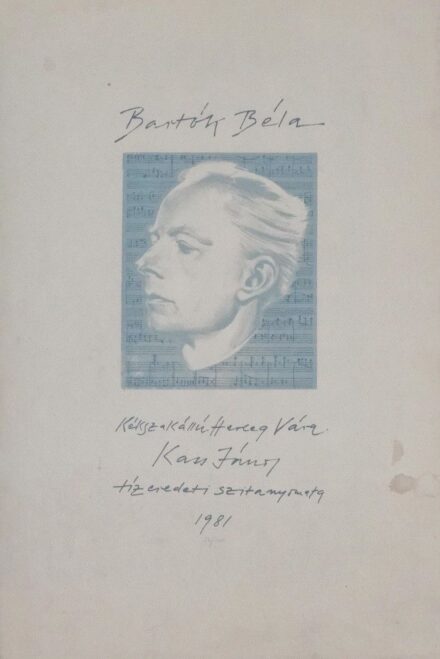 Bartók Béla
Kékszakállú Herceg Vára.
Kass János
tíz eredeti szitanyomata
1981